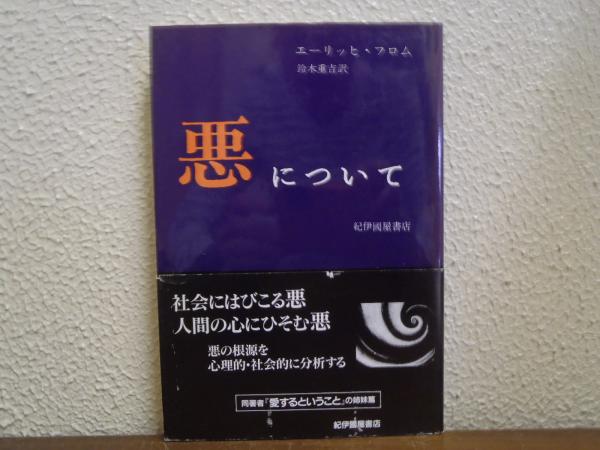 エーリッヒ・フロム
鈴木重吉訳
悪について
紀伊國屋書店
社会にはびこる悪
人間の心にひそむ悪
悪の根源を
心理的・社会的に分析する
同著者『愛するということ』の姉妹篇
紀伊國屋書店